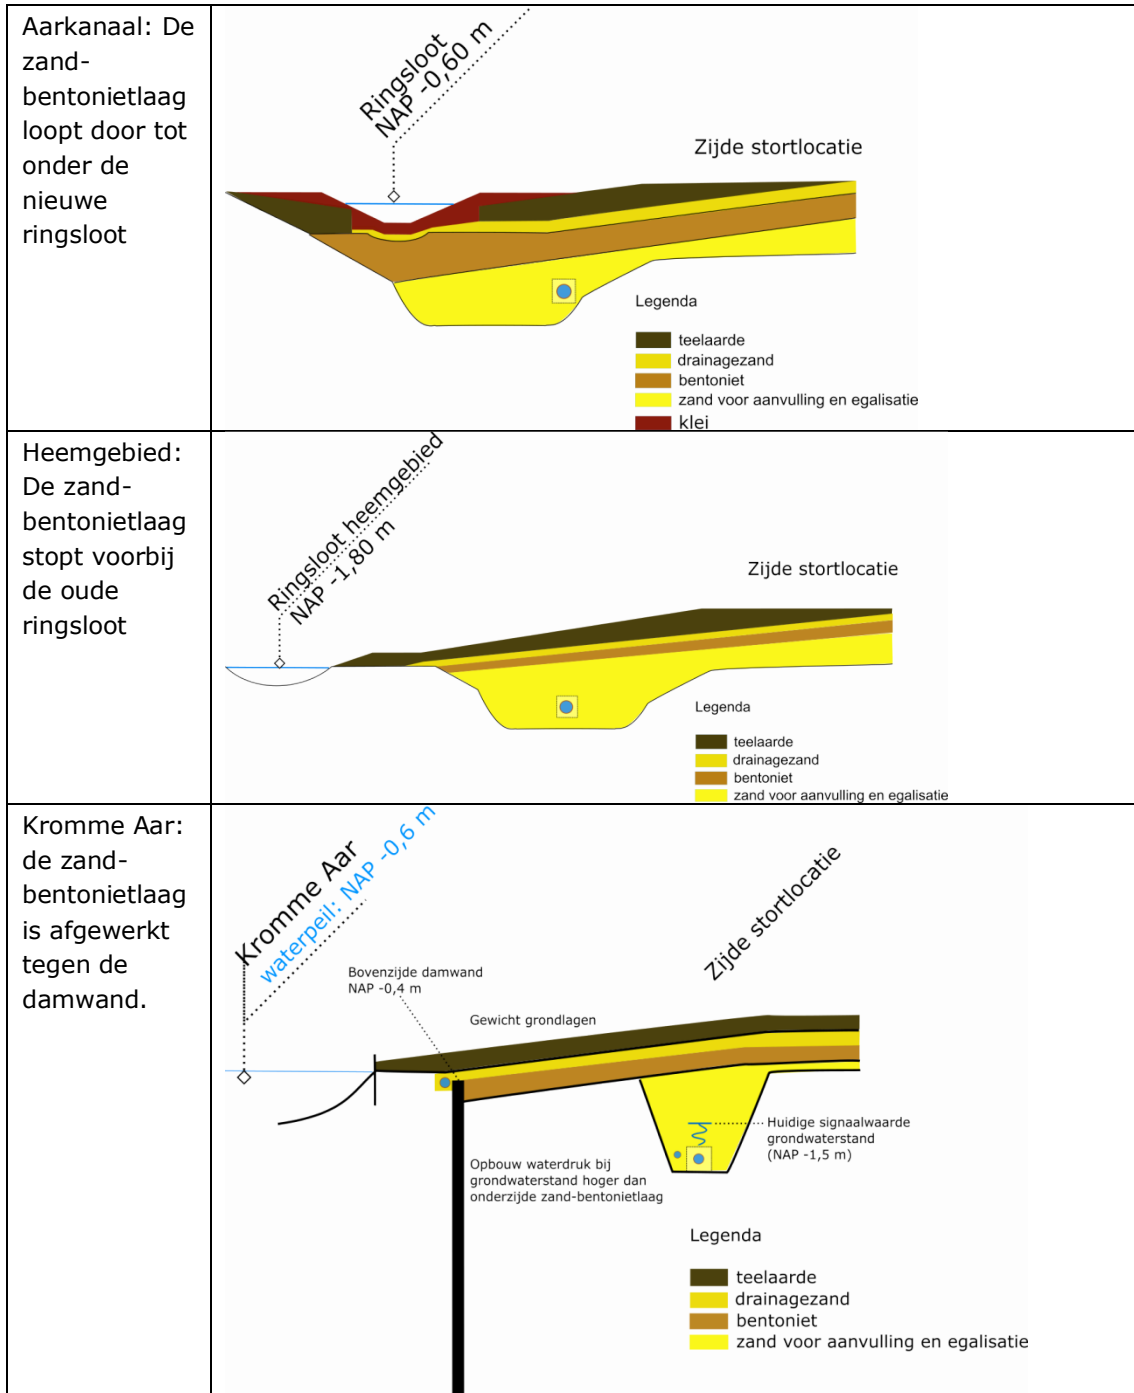 Aarkanaal: De
zand-
bentonietlaag
loopt door tot
onder de
nieuwe
ringsloot
Ringsloot
NAP -0,60 m
Zijde stortlocatie
Legenda
teelaarde
drainagezand
bentoniet
zand voor aanvulling en egalisatie
klei
Heemgebied:
De zand-
bentonietlaag
stopt voorbij
de oude
ringsloot
Ringsloot heemgebied
NAP -1,80 m
Zijde stortlocatie
Legenda
teelaarde
drainagezand
bentoniet
zand voor aanvulling en egalisatie
Kromme Aar:
de zand-
bentonietlaag
is afgewerkt
tegen de
damwand.
Kromme Aar
waterpeil: NAP -0,6 m
Zijde stortlocatie
Bovenzijde damwand
NAP -0,4 m
Gewicht grondlagen
Huidige signaalwaarde
grondwaterstand
(NAP -1,5 m)
Opbouw waterdruk bij
grondwaterstand hoger dan
onderzijde zand-bentonietlaag
Legenda
teelaarde
drainagezand
bentoniet
zand voor aanvulling en egalisatie